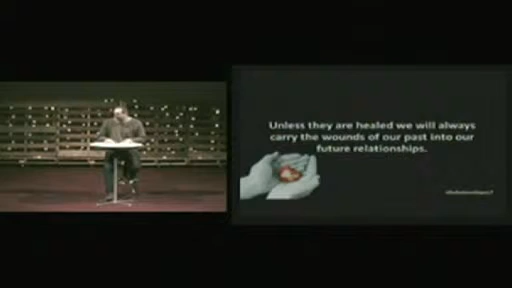 Unless they are healed we will always
carry the wounds of our past into our
future relationships.